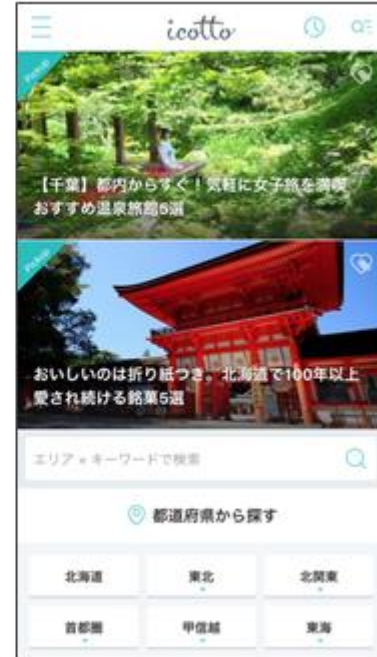 icotto
Pickup
【千葉】都内からすぐ!気軽に女子旅を満喫
おすすめ温泉旅館5選
Pickup
おいしいのは折り紙つき。北海道で100年以上
愛され続ける銘菓5選
エリア × キーワードで検索
都道府県から探す
北海道 東北 北関東
首都圏 甲信越 東海